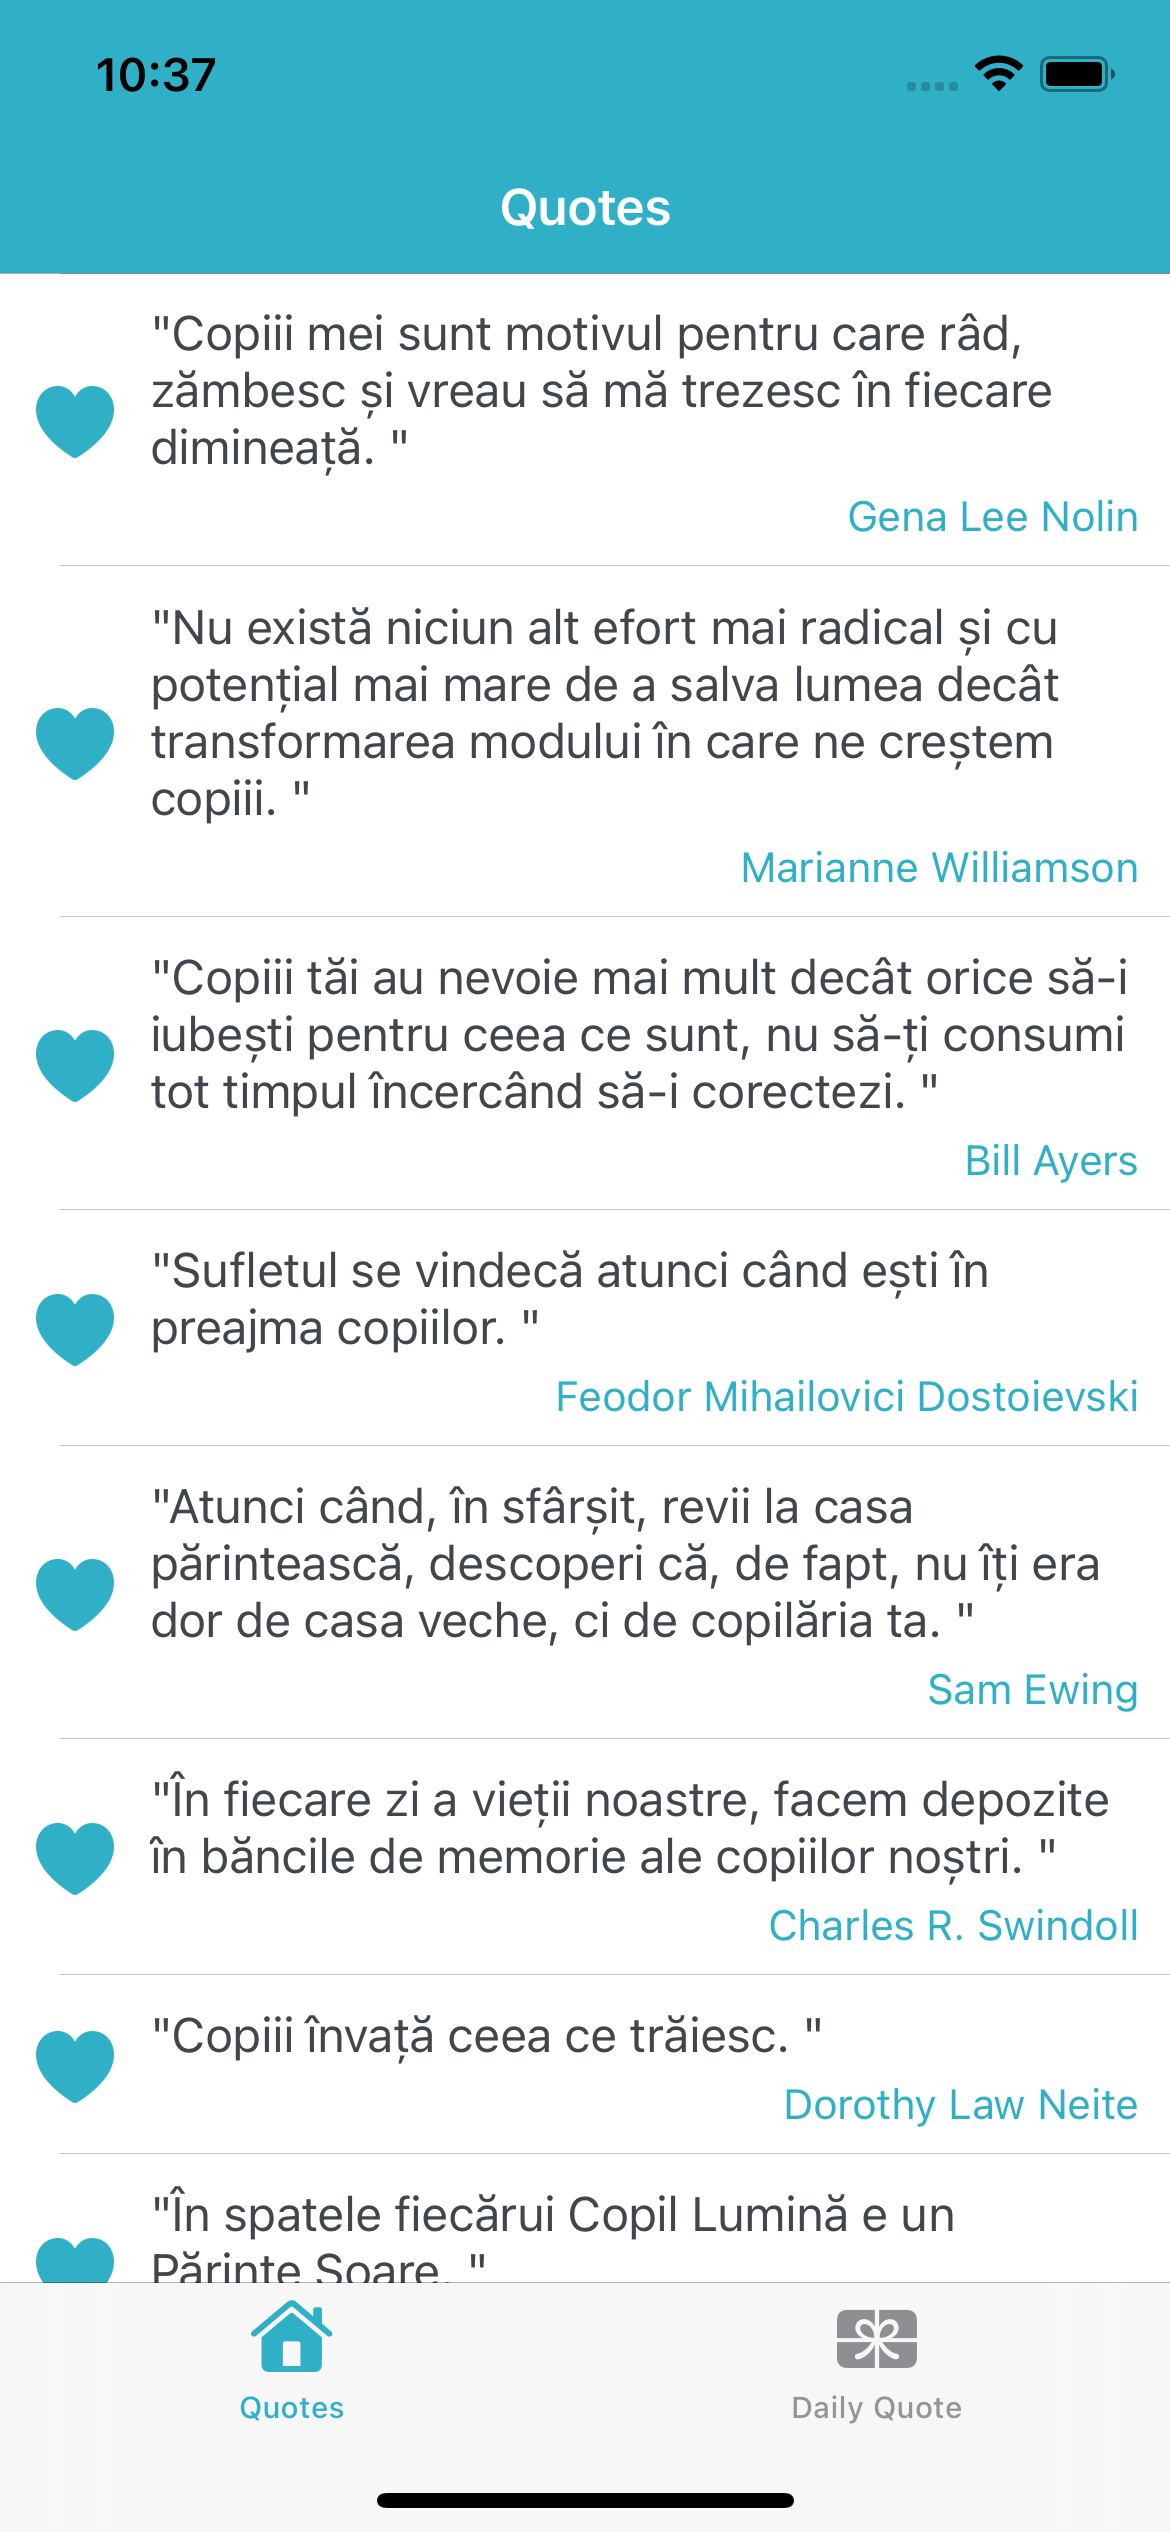 10:37
Quotes
"Copiii mei sunt motivul pentru care râd,
zămbesc și vreau să mă trezesc în fiecare
dimineață. "
Gena Lee Nolin
"Nu există niciun alt efort mai radical și cu
potențial mai mare de a salva lumea decât
transformarea modului în care ne creștem
copiii. "
Marianne Williamson
"Copiii tăi au nevoie mai mult decât orice să-i
iubești pentru ceea ce sunt, nu să-ți consumi
tot timpul încercând să-i corectezi. "
Bill Ayers
"Sufletul se vindecă atunci când ești în
preajma copiilor. "
Feodor Mihailovici Dostoievski
"Atunci când, în sfârșit, revii la casa
părintească, descoperi că, de fapt, nu îți era
dor de casa veche, ci de copilăria ta. "
Sam Ewing
"În fiecare zi a vieții noastre, facem depozite
în băncile de memorie ale copiilor noștri. "
Charles R. Swindoll
"Copiii învață ceea ce trăiesc. "
Dorothy Law Neite
"În spatele fiecărui Copil Lumină e un
Părinte Soare. "
Quotes
Daily Quote